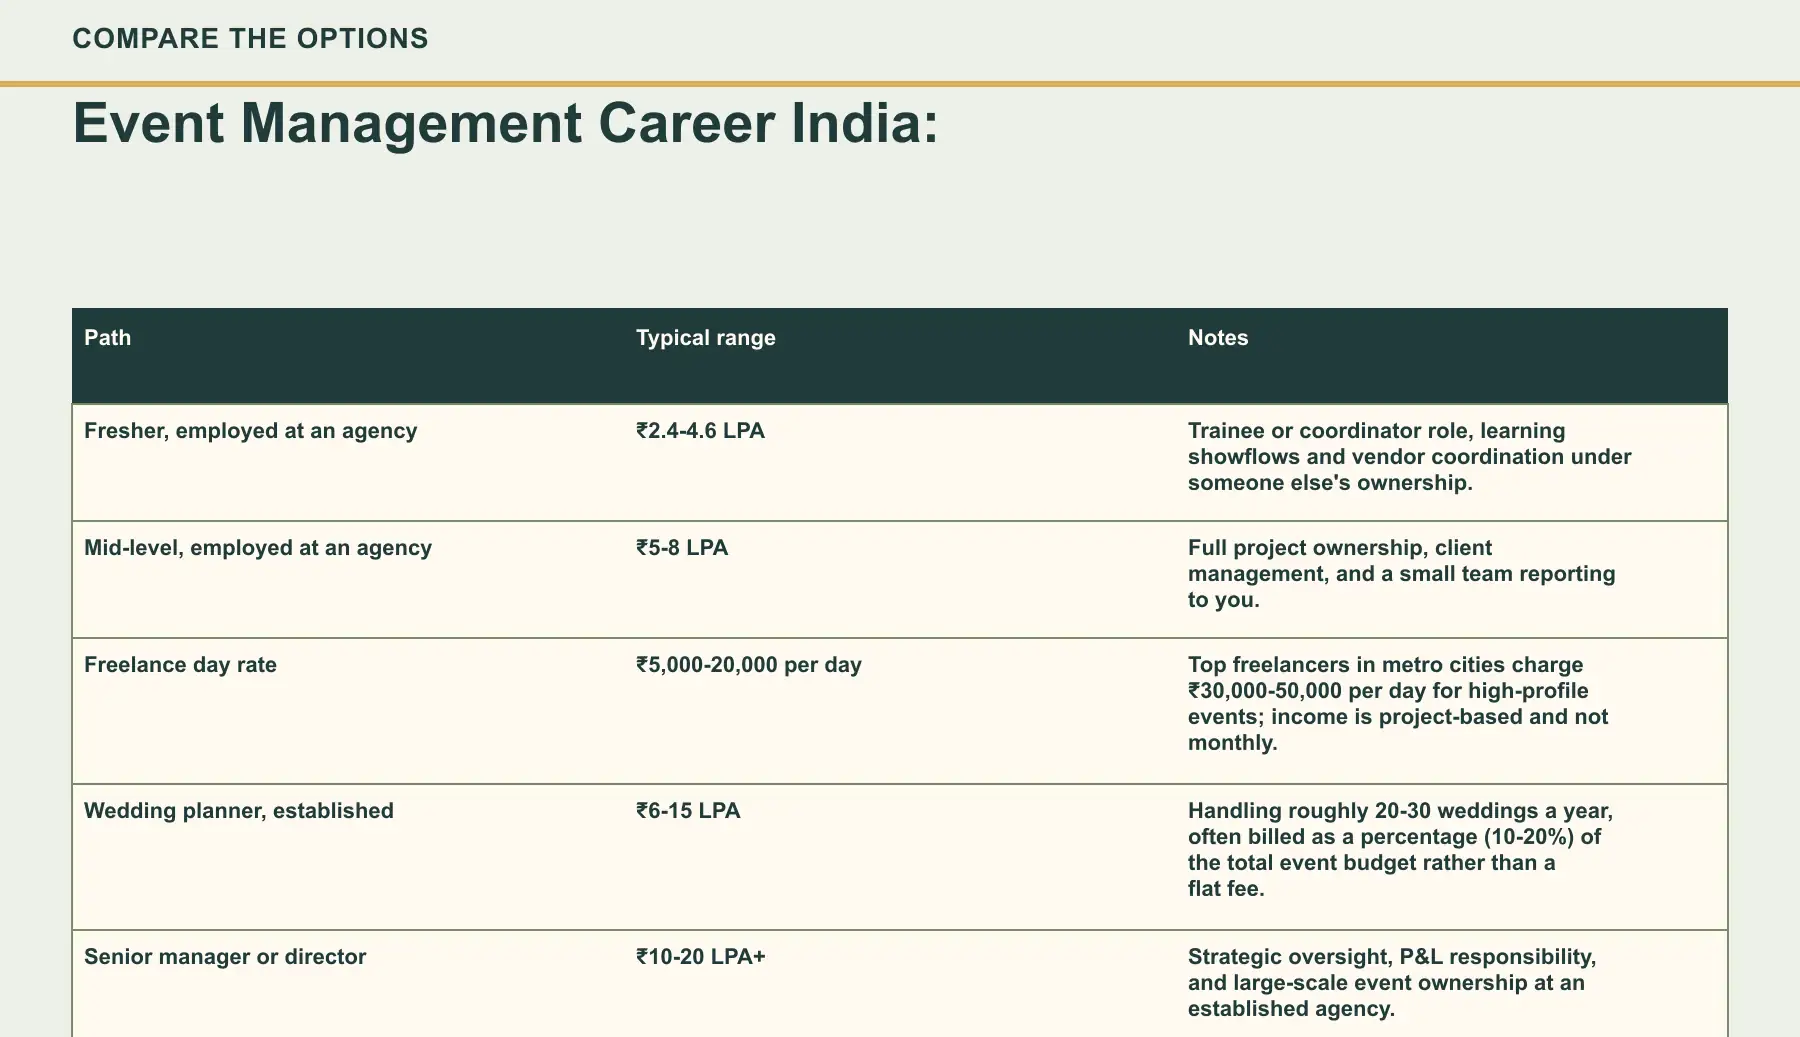 COMPARE THE OPTIONS
Event Management Career India:
Path
Typical range
Notes
Fresher, employed at an agency
₹2.4-4.6 LPA
Trainee or coordinator role, learning
showflows and vendor coordination under
someone else's ownership.
Mid-level, employed at an agency
₹5-8 LPA
Full project ownership, client
management, and a small team reporting
to you.
Freelance day rate
₹5,000-20,000 per day
Top freelancers in metro cities charge
₹30,000-50,000 per day for high-profile
events; income is project-based and not
monthly.
Wedding planner, established
₹6-15 LPA
Handling roughly 20-30 weddings a year,
often billed as a percentage (10-20%) of
the total event budget rather than a
flat fee.
Senior manager or director
₹10-20 LPA+
Strategic oversight, P&L responsibility,
and large-scale event ownership at an
established agency.